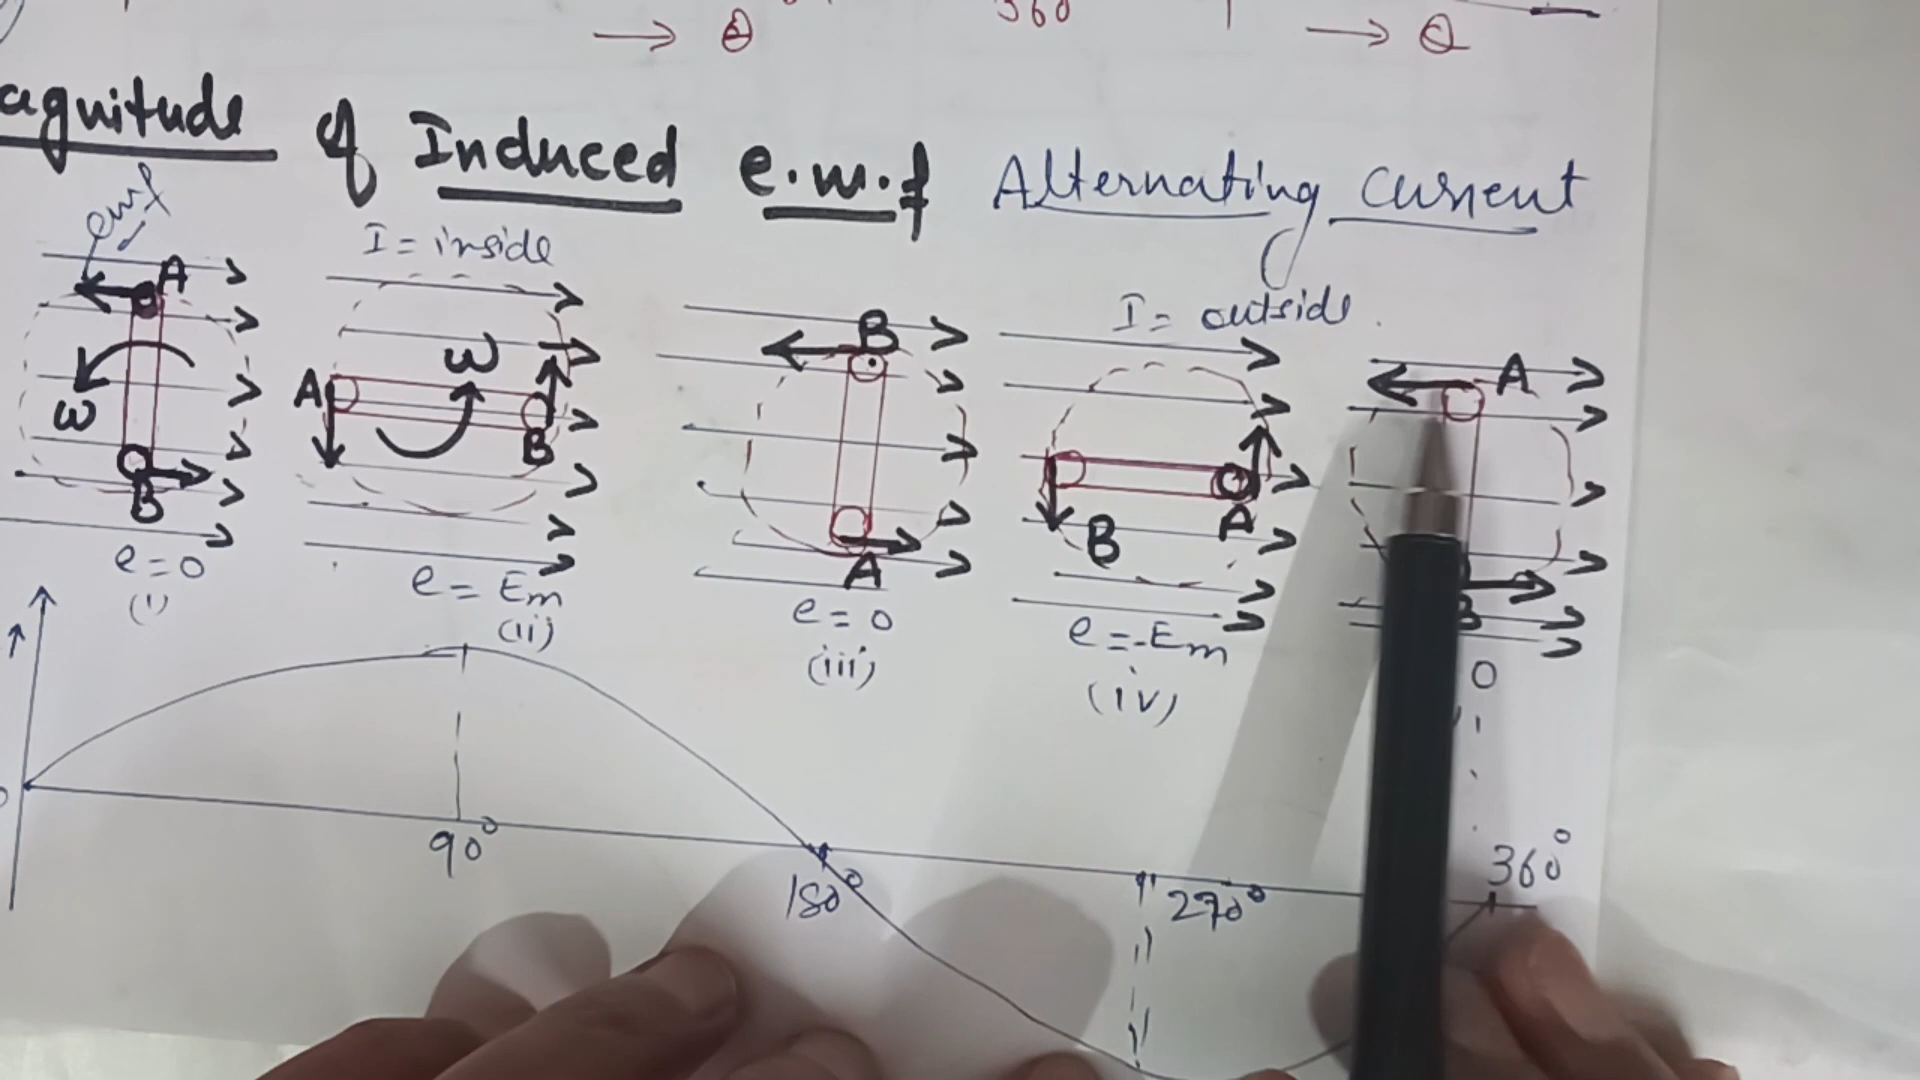 → θ 360 → θ
agnitude of Induced e.m.f Alternating Current
emf
I = inside
I = outside
A ω B
A ω B
B A
B A
A B
e = 0
(i)
e = Em
(ii)
e = 0
(iii)
e = -Em
(iv)
0
90°
180°
270°
360°